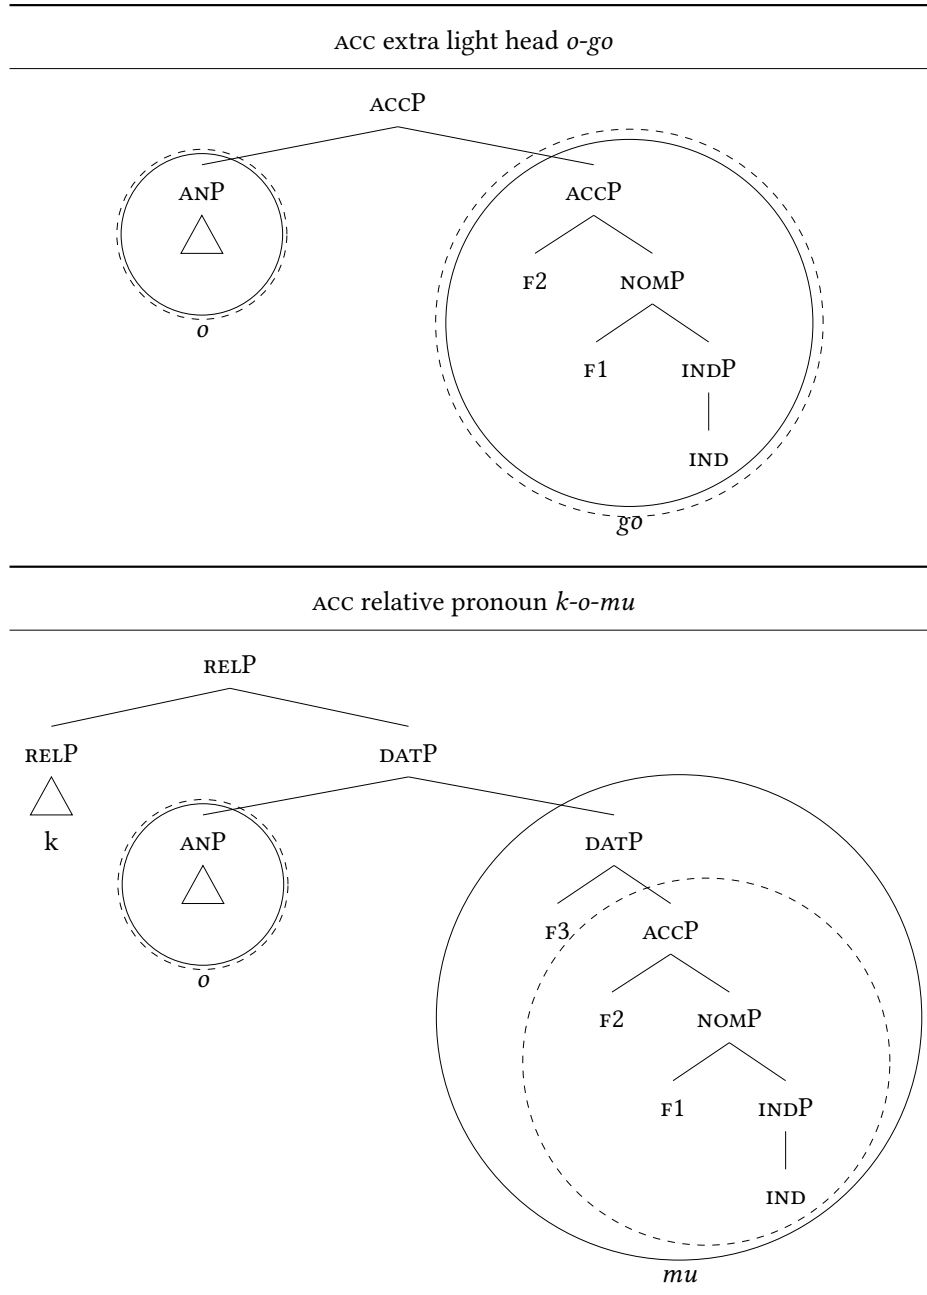 ACC extra light head o-go
ACCP
ANP ACCP
F2 NOMP
o
F1 INDP
IND
go
ACC relative pronoun k-o-mu
RELP
RELP DATP
k ANP DATP
F3 ACCP
o
F2 NOMP
F1 INDP
IND
mu